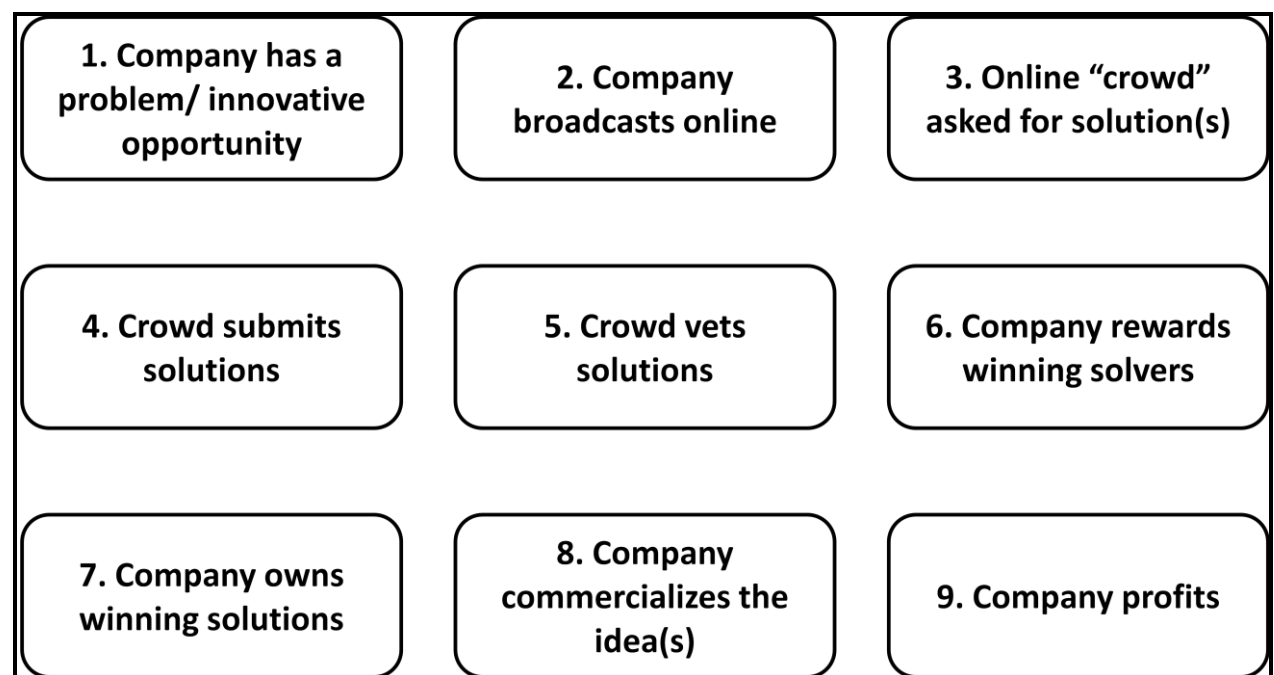 1. Company has a
problem/ innovative
opportunity
2. Company
broadcasts online
3. Online “crowd”
asked for solution(s)
4. Crowd submits
solutions
5. Crowd vets
solutions
6. Company rewards
winning solvers
7. Company owns
winning solutions
8. Company
commercializes the
idea(s)
9. Company profits